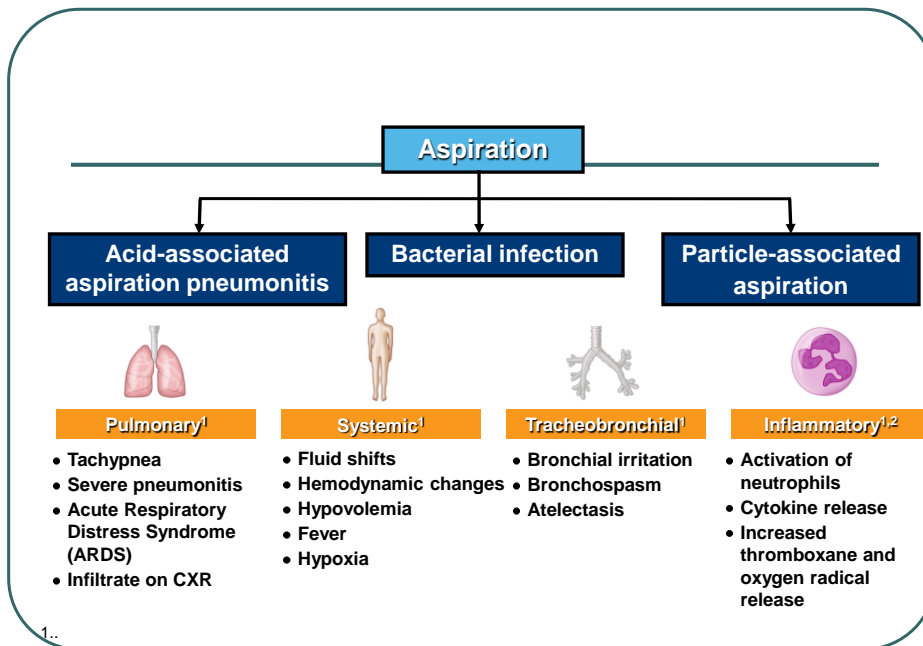 Aspiration
Acid-associated
aspiration pneumonitis
Bacterial infection
Particle-associated
aspiration
Pulmonary1
• Tachypnea
• Severe pneumonitis
• Acute Respiratory
Distress Syndrome
(ARDS)
• Infiltrate on CXR
Systemic1
• Fluid shifts
• Hemodynamic changes
• Hypovolemia
• Fever
• Hypoxia
Tracheobronchial1
• Bronchial irritation
• Bronchospasm
• Atelectasis
Inflammatory1,2
• Activation of
neutrophils
• Cytokine release
• Increased
thromboxane and
oxygen radical
release
1..